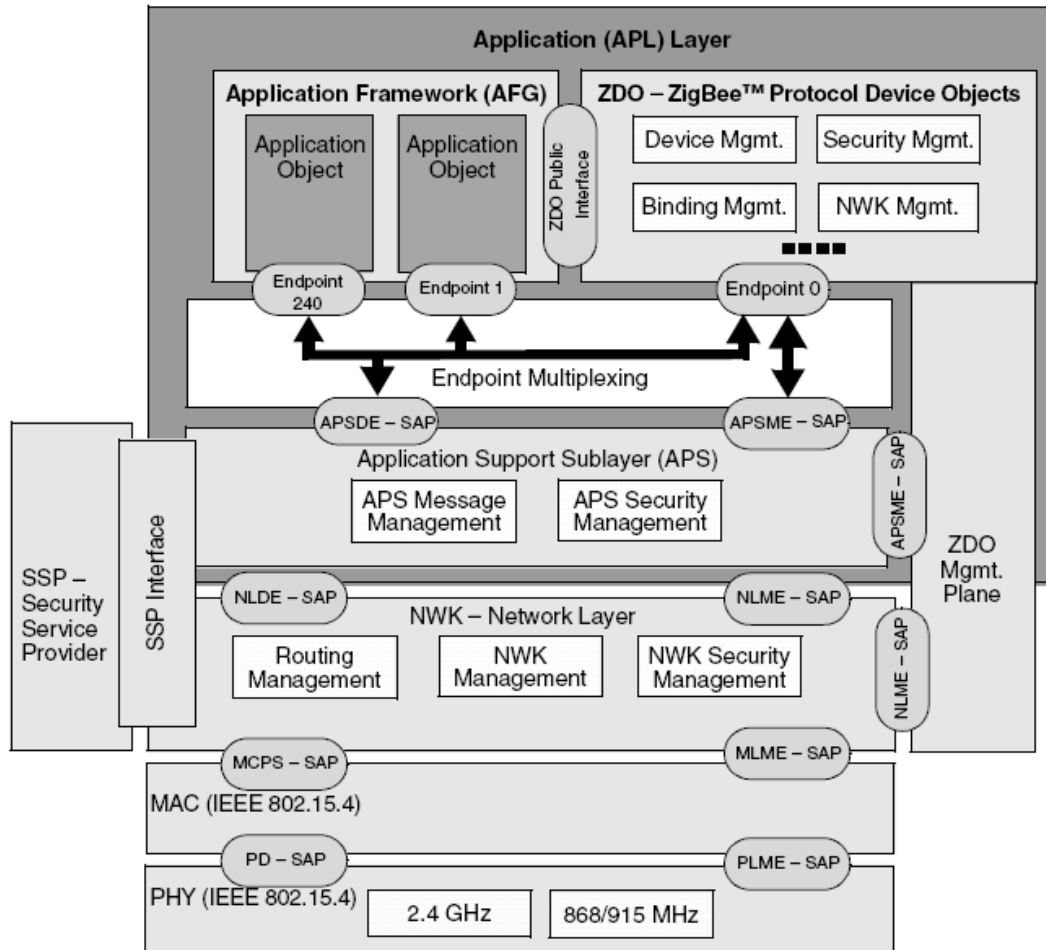 Application (APL) Layer
Application Framework (AFG)
ZDO – ZigBee™ Protocol Device Objects
Application
Object
Application
Object
ZDO Public
Interface
Device Mgmt.
Security Mgmt.
Binding Mgmt.
NWK Mgmt.
Endpoint
240
Endpoint 1
Endpoint 0
Endpoint Multiplexing
APSDE – SAP
APSME – SAP
Application Support Sublayer (APS)
APS Message
Management
APS Security
Management
APSME – SAP
SSP –
Security
Service
Provider
SSP Interface
ZDO
Mgmt.
Plane
NLDE – SAP
NLME – SAP
NWK – Network Layer
Routing
Management
NWK
Management
NWK Security
Management
NLME – SAP
MCPS – SAP
MLME – SAP
MAC (IEEE 802.15.4)
PD – SAP
PLME – SAP
PHY (IEEE 802.15.4)
2.4 GHz
868/915 MHz